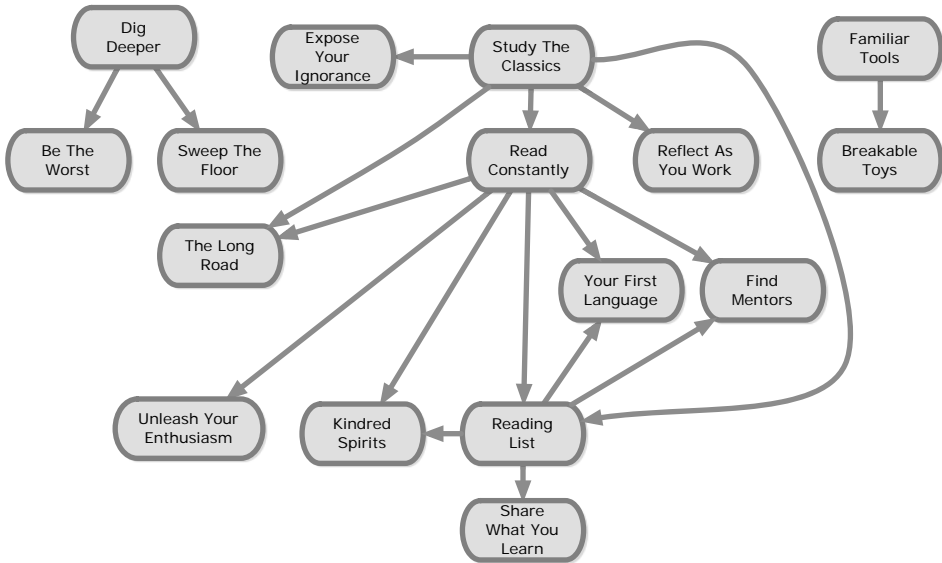 Dig
Deeper
Expose
Your
Ignorance
Study The
Classics
Familiar
Tools
Be The
Worst
Sweep The
Floor
Read
Constantly
Reflect As
You Work
Breakable
Toys
The Long
Road
Your First
Language
Find
Mentors
Unleash Your
Enthusiasm
Kindred
Spirits
Reading
List
Share
What You
Learn